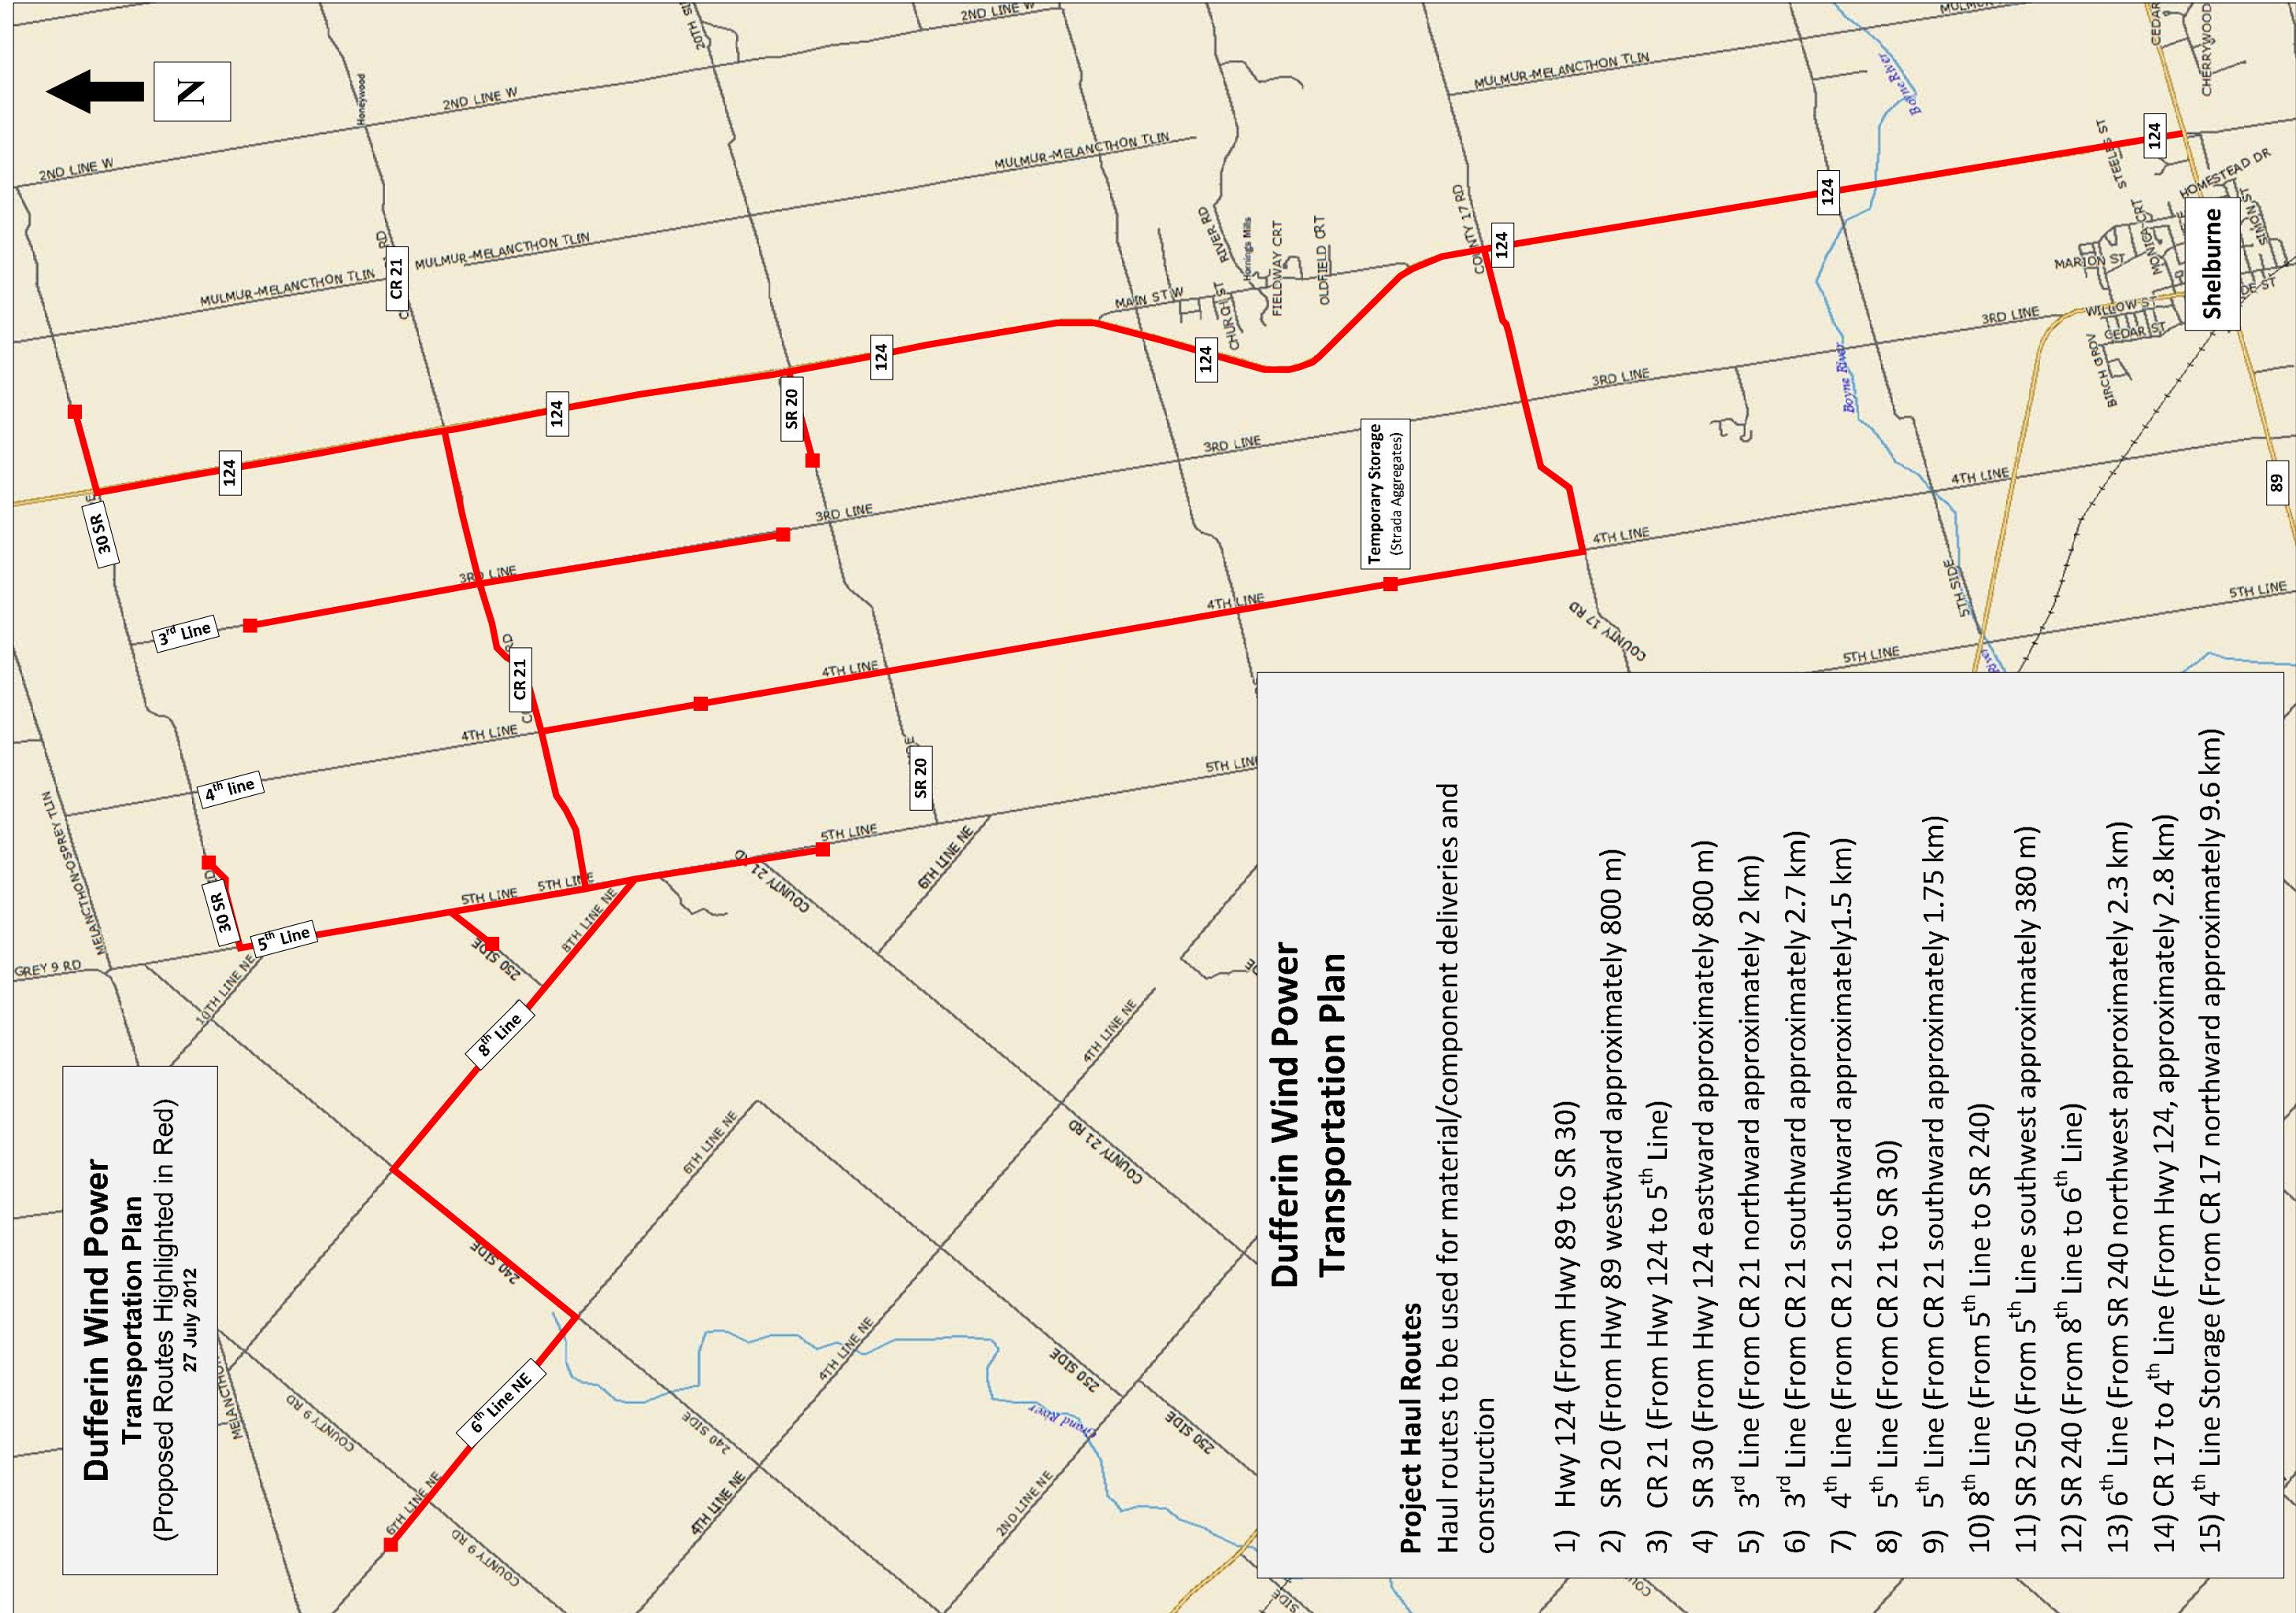 Dufferin Wind Power
Transportation Plan
(Proposed Routes Highlighted in Red)
27 July 2012
N
Dufferin Wind Power
Transportation Plan
Project Haul Routes
Haul routes to be used for material/component deliveries and
construction
1) Hwy 124 (From Hwy 89 to SR 30)
2) SR 20 (From Hwy 89 westward approximately 800 m)
3) CR 21 (From Hwy 124 to 5th Line)
4) SR 30 (From Hwy 124 eastward approximately 800 m)
5) 3rd Line (From CR 21 northward approximately 2 km)
6) 3rd Line (From CR 21 southward approximately 2.7 km)
7) 4th Line (From CR 21 southward approximately1.5 km)
8) 5th Line (From CR 21 to SR 30)
9) 5th Line (From CR 21 southward approximately 1.75 km)
10) 8th Line (From 5th Line to SR 240)
11) SR 250 (From 5th Line southwest approximately 380 m)
12) SR 240 (From 8th Line to 6th Line)
13) 6th Line (From SR 240 northwest approximately 2.3 km)
14) CR 17 to 4th Line (From Hwy 124, approximately 2.8 km)
15) 4th Line Storage (From CR 17 northward approximately 9.6 km)
Temporary Storage
(Strada Aggregates)
Shelburne
89
124
124
124
124
124
124
124
CR 21
CR 21
SR 20
SR 20
30 SR
30 SR
3rd Line
4th line
5th Line
8th Line
6th Line NE
2ND LINE W
2ND LINE W
2ND LINE W
Honeywood
MULMUR-MELANCTHON TLIN
MULMUR-MELANCTHON TLIN
MULMUR-MELANCTHON TLIN
MULMUR-MELANCTHON TLIN
MAIN ST W
RIVER RD
Hornings Mills
CHURCH ST
FIELDWAY CRT
OLDFIELD CRT
COUNTY 17 RD
COUNTY 17 RD
3RD LINE
3RD LINE
3RD LINE
3RD LINE
3RD LINE
4TH LINE
4TH LINE
4TH LINE
4TH LINE
4TH LINE
5TH LINE
5TH LINE
5TH LINE
5TH LINE
5TH LINE
5TH LINE
5TH SIDE
Boyne River
Boyne River
STEELES ST
HOMESTEAD DR
SIMON ST
MARION ST
WILLOW ST
CEDAR ST
CHERRYWOOD
MELANCTHON-OSPREY TLIN
GREY 9 RD
10TH LINE NE
8TH LINE NE
250 SIDE
250 SIDE
250 SIDE
240 SIDE
240 SIDE
COUNTY 21 RD
COUNTY 21 RD
6TH LINE NE
6TH LINE NE
6TH LINE NE
4TH LINE NE
4TH LINE NE
4TH LINE NE
2ND LINE NE
COUNTY 9 RD
COUNTY 9 RD
Grand River